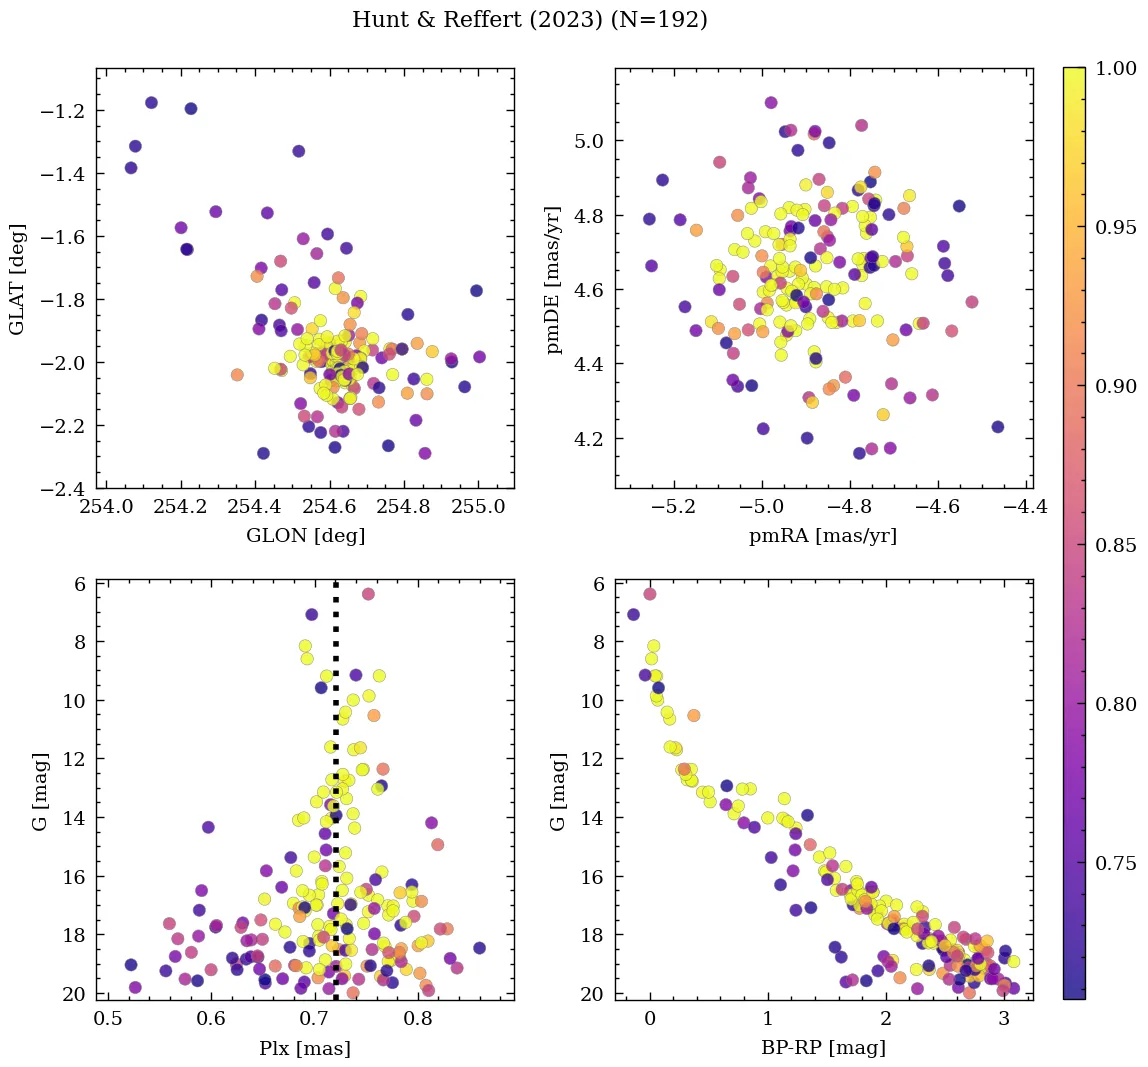 Hunt & Reffert (2023) (N=192)
−1.2
−1.4
−1.6
−1.8
−2.0
−2.2
−2.4
GLAT [deg]
254.0 254.2 254.4 254.6 254.8 255.0
GLON [deg]
5.0
4.8
4.6
4.4
4.2
pmDE [mas/yr]
−5.2 −5.0 −4.8 −4.6 −4.4
pmRA [mas/yr]
1.00
0.95
0.90
0.85
0.80
0.75
6
8
10
12
14
16
18
20
G [mag]
0.5 0.6 0.7 0.8
Plx [mas]
6
8
10
12
14
16
18
20
G [mag]
0 1 2 3
BP-RP [mag]